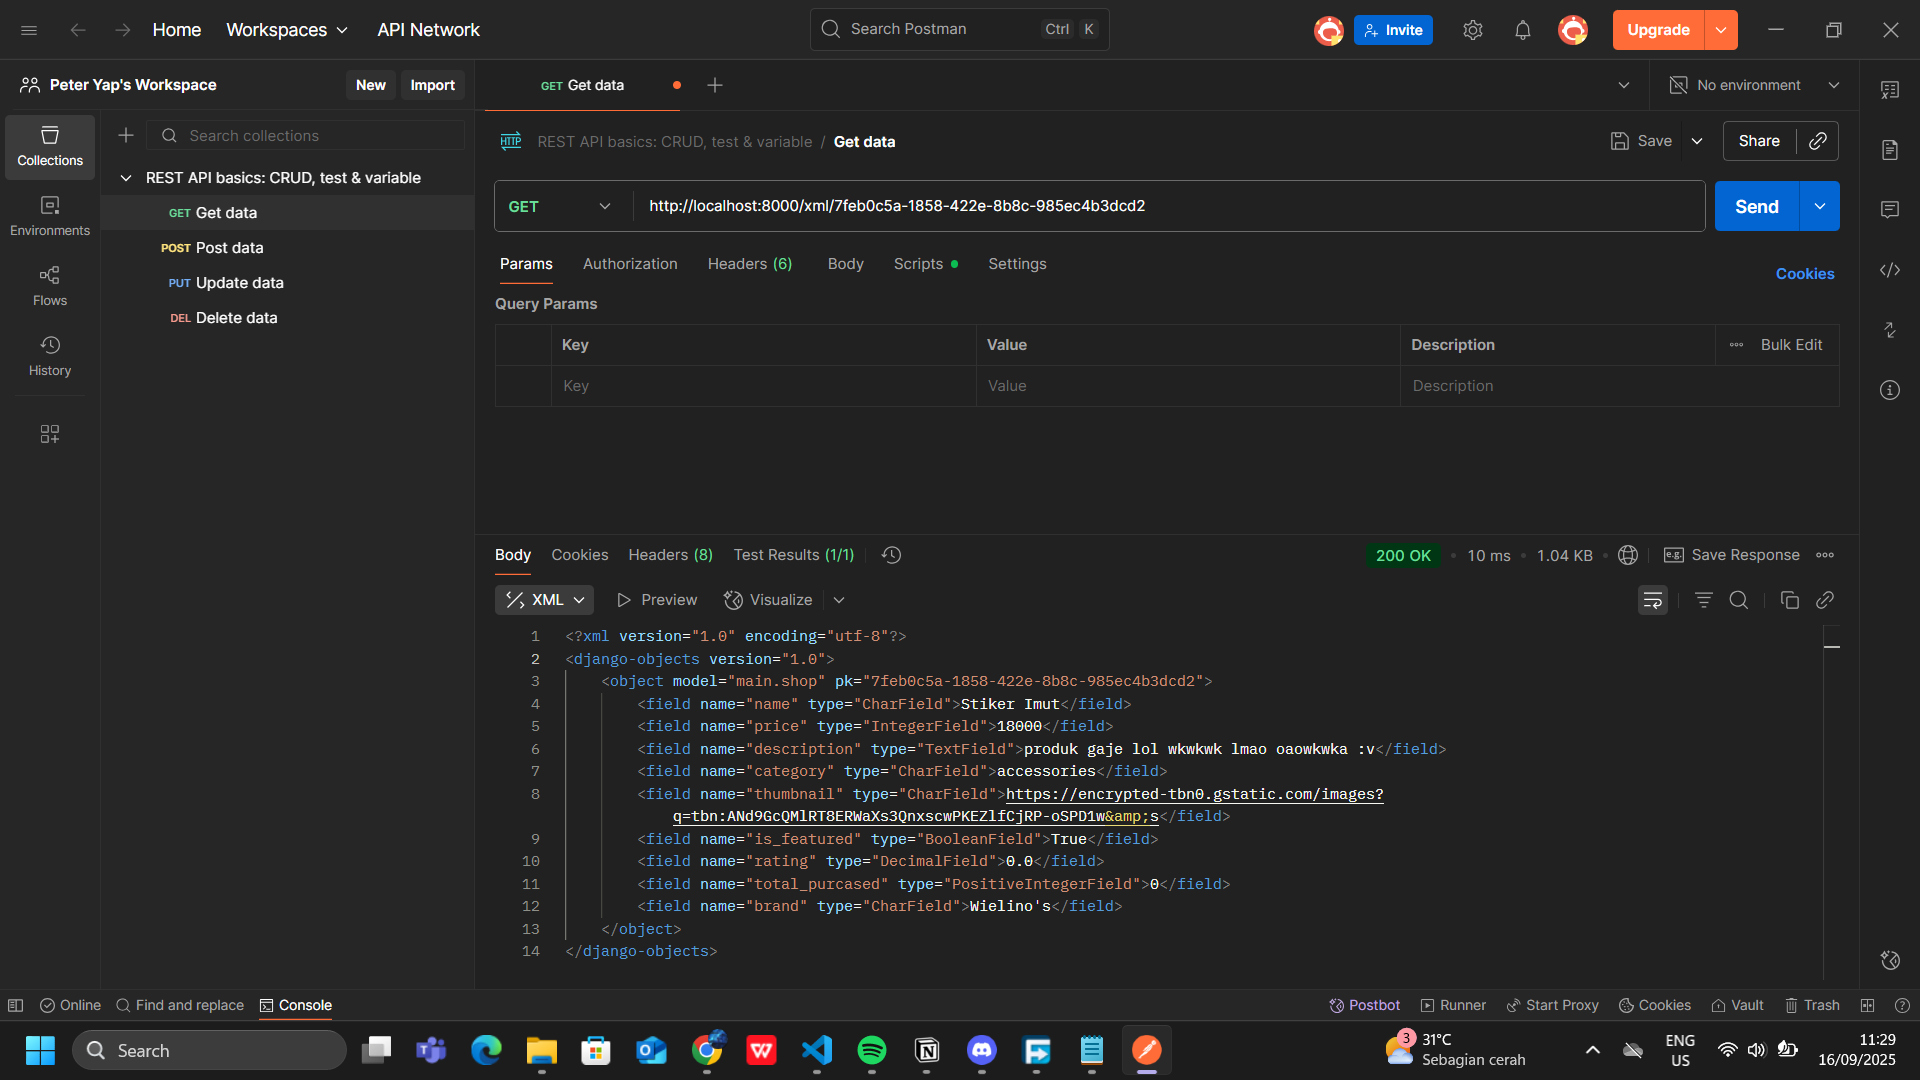 Home Workspaces API Network Search Postman Ctrl K Invite Upgrade
Peter Yap's Workspace New Import GET Get data No environment
Collections Search collections
REST API basics: CRUD, test & variable / Get data Save Share
REST API basics: CRUD, test & variable
GET Get data
POST Post data
PUT Update data
DEL Delete data
Environments
Flows
History
GET http://localhost:8000/xml/7feb0c5a-1858-422e-8b8c-985ec4b3dcd2 Send
Params Authorization Headers (6) Body Scripts Settings Cookies
Query Params
Key Value Description Bulk Edit
Key Value Description
Body Cookies Headers (8) Test Results (1/1) 200 OK 10 ms 1.04 KB e.g. Save Response
XML Preview Visualize
1 <?xml version="1.0" encoding="utf-8"?>
2 <django-objects version="1.0">
3 <object model="main.shop" pk="7feb0c5a-1858-422e-8b8c-985ec4b3dcd2">
4 <field name="name" type="CharField">Stiker Imut</field>
5 <field name="price" type="IntegerField">18000</field>
6 <field name="description" type="TextField">produk gaje lol wkwkwk lmao oaowkwka :v</field>
7 <field name="category" type="CharField">accessories</field>
8 <field name="thumbnail" type="CharField">https://encrypted-tbn0.gstatic.com/images?
q=tbn:ANd9GcQMlRT8ERWaXs3QnxscwPKEZlfCjRP-oSPD1w&amp;s</field>
9 <field name="is_featured" type="BooleanField">True</field>
10 <field name="rating" type="DecimalField">0.0</field>
11 <field name="total_purcased" type="PositiveIntegerField">0</field>
12 <field name="brand" type="CharField">Wielino's</field>
13 </object>
14 </django-objects>
Online Find and replace Console Postbot Runner Start Proxy Cookies Vault Trash
Search 3 31°C ENG 11:29
Sebagian cerah US 16/09/2025